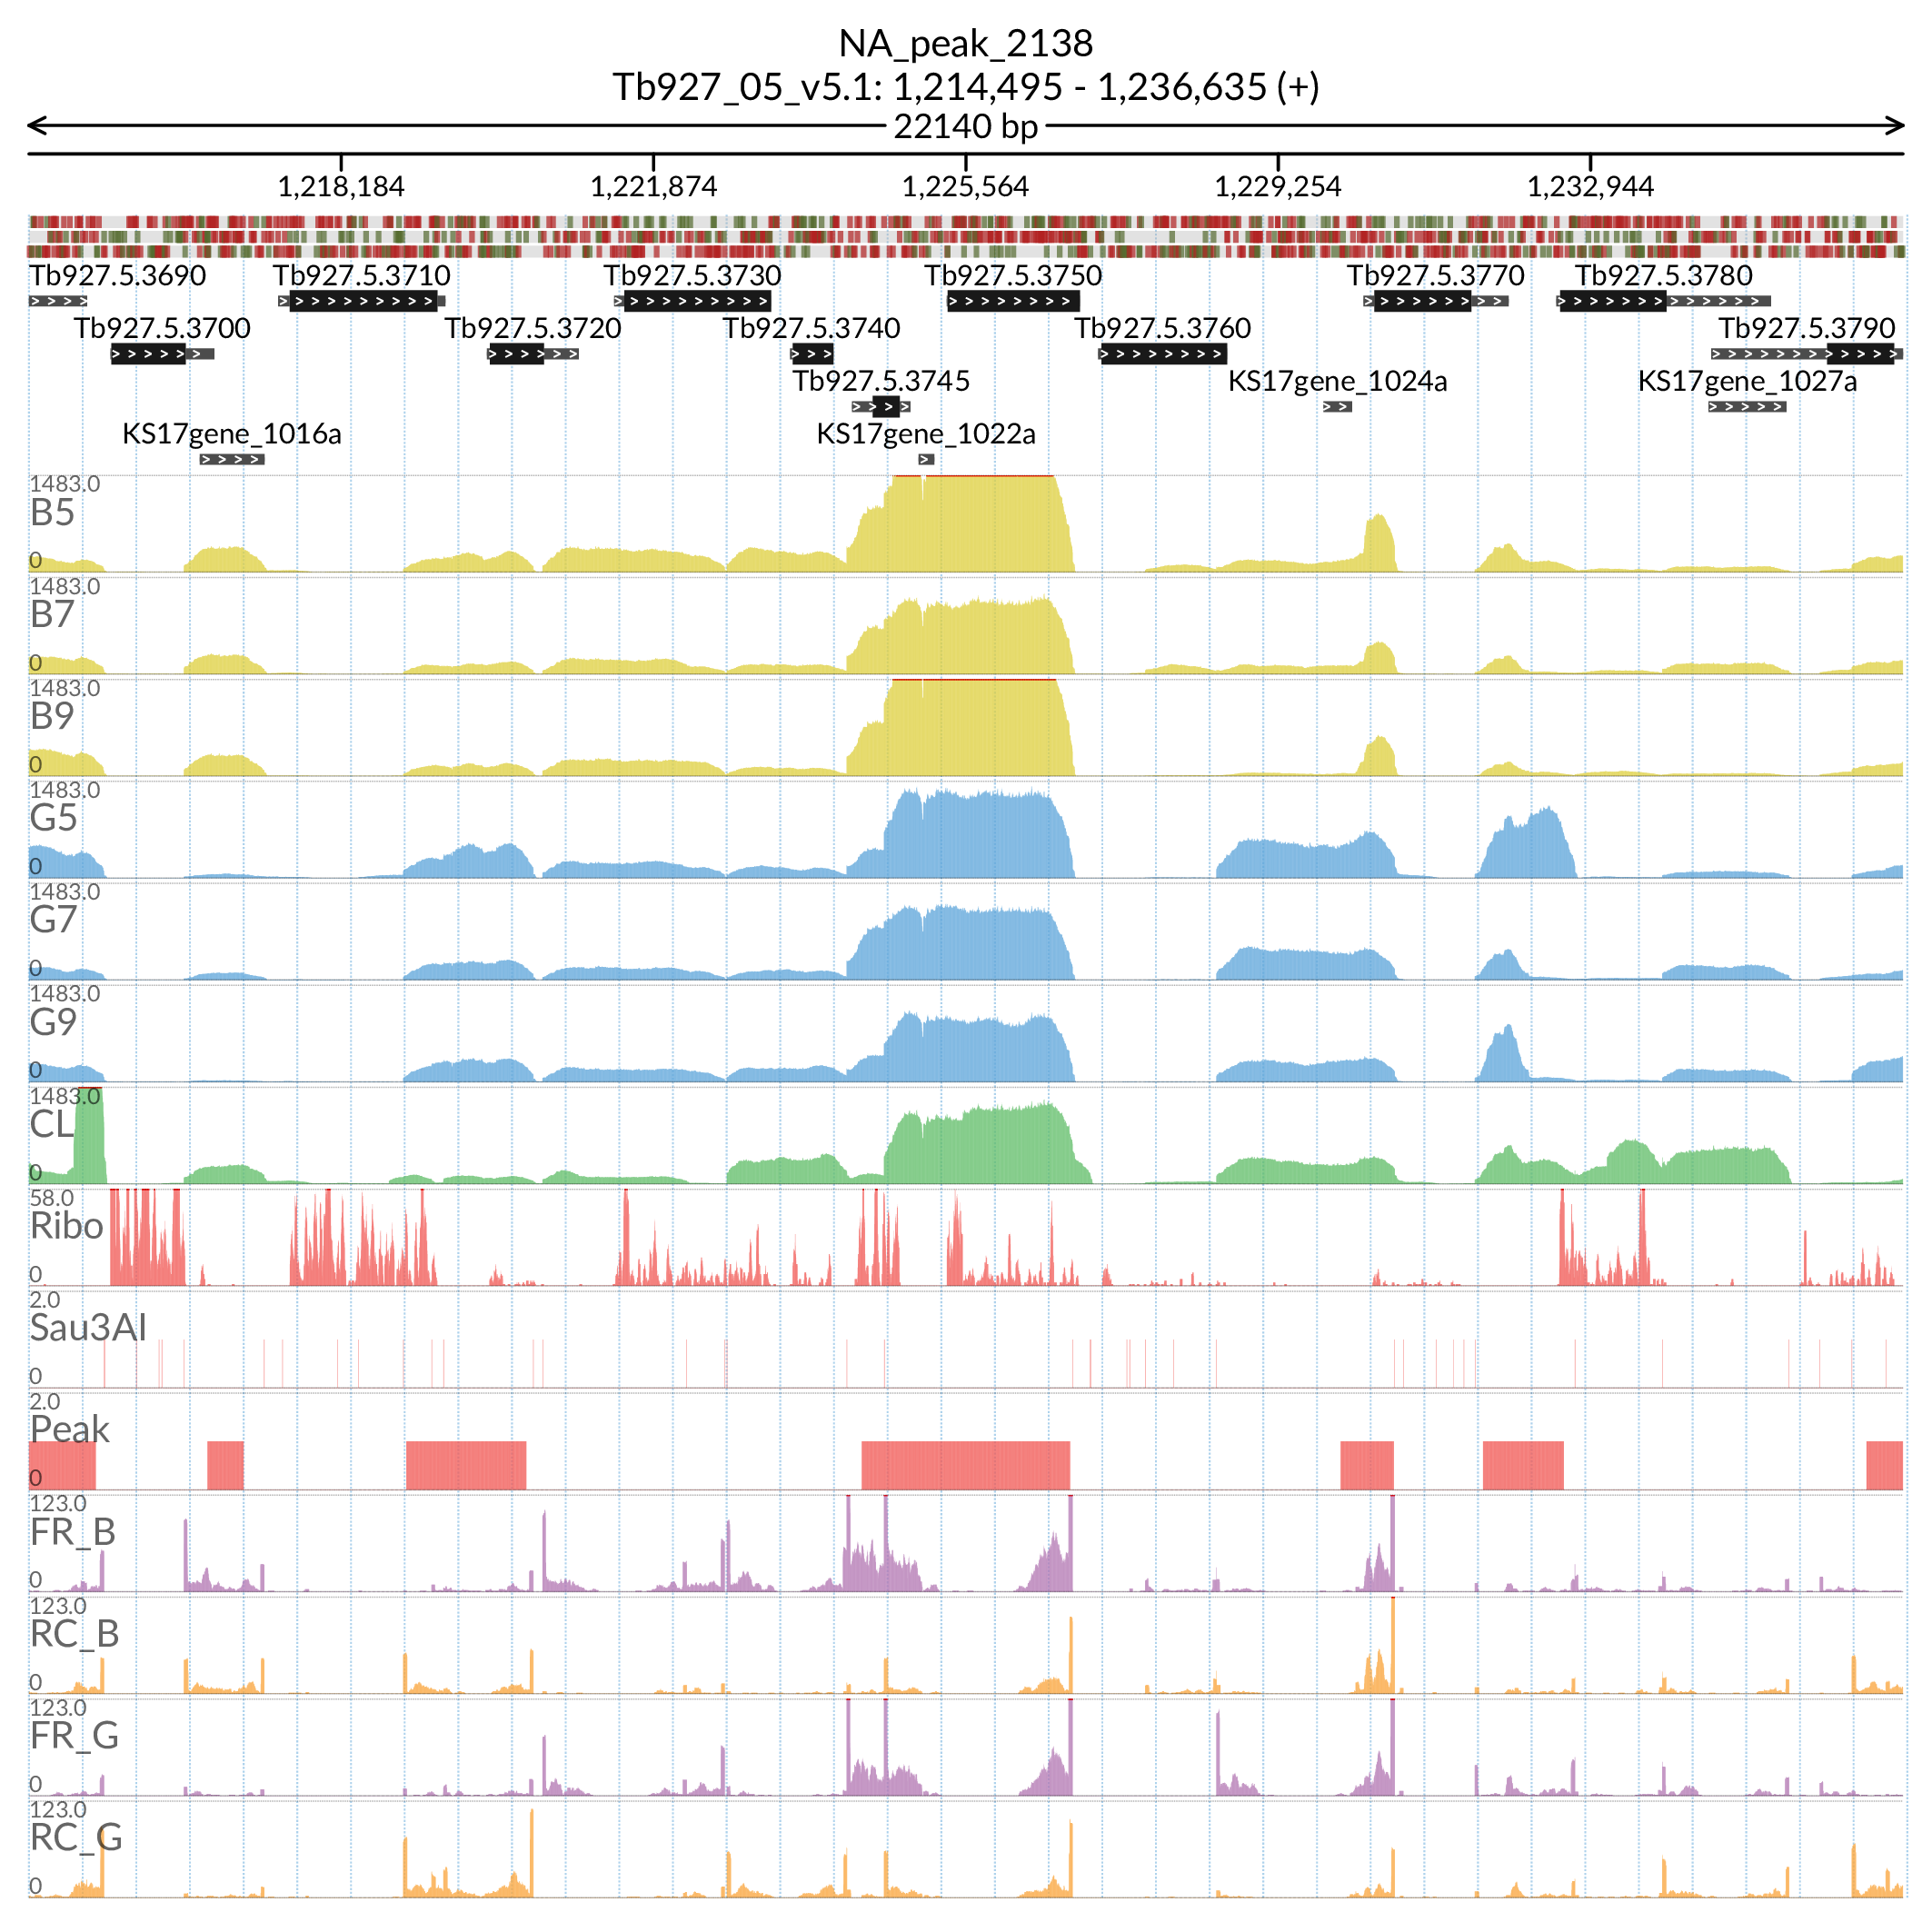 NA_peak_2138
Tb927_05_v5.1: 1,214,495 - 1,236,635 (+)
22140 bp
1,218,184 1,221,874 1,225,564 1,229,254 1,232,944
Tb927.5.3690 Tb927.5.3710 Tb927.5.3730 Tb927.5.3750 Tb927.5.3770 Tb927.5.3780
Tb927.5.3700 Tb927.5.3720 Tb927.5.3740 Tb927.5.3760 Tb927.5.3790
Tb927.5.3745 KS17gene_1024a KS17gene_1027a
KS17gene_1016a KS17gene_1022a
1483.0
B5
0
1483.0
B7
0
1483.0
B9
0
1483.0
G5
0
1483.0
G7
0
1483.0
G9
0
1483.0
CL
0
58.0
Ribo
0
2.0
Sau3AI
0
2.0
Peak
0
123.0
FR_B
0
123.0
RC_B
0
123.0
FR_G
0
123.0
RC_G
0